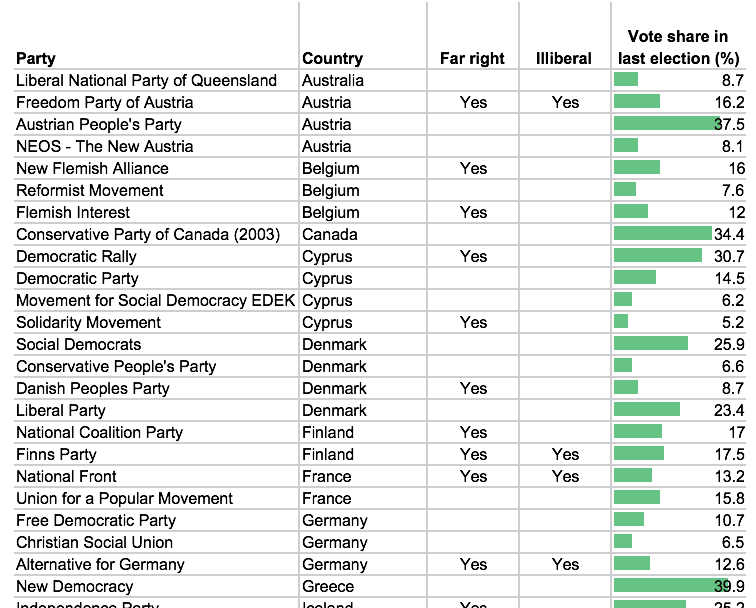 Party Country Far right Illiberal Vote share in last election (%)
Liberal National Party of Queensland Australia 8.7
Freedom Party of Austria Austria Yes Yes 16.2
Austrian People's Party Austria 37.5
NEOS - The New Austria Austria 8.1
New Flemish Alliance Belgium Yes 16
Reformist Movement Belgium 7.6
Flemish Interest Belgium Yes 12
Conservative Party of Canada (2003) Canada 34.4
Democratic Rally Cyprus Yes 30.7
Democratic Party Cyprus 14.5
Movement for Social Democracy EDEK Cyprus 6.2
Solidarity Movement Cyprus Yes 5.2
Social Democrats Denmark 25.9
Conservative People's Party Denmark 6.6
Danish Peoples Party Denmark Yes 8.7
Liberal Party Denmark 23.4
National Coalition Party Finland Yes 17
Finns Party Finland Yes Yes 17.5
National Front France Yes Yes 13.2
Union for a Popular Movement France 15.8
Free Democratic Party Germany 10.7
Christian Social Union Germany 6.5
Alternative for Germany Germany Yes Yes 12.6
New Democracy Greece 39.9
Independence Party Iceland Yes 25.2